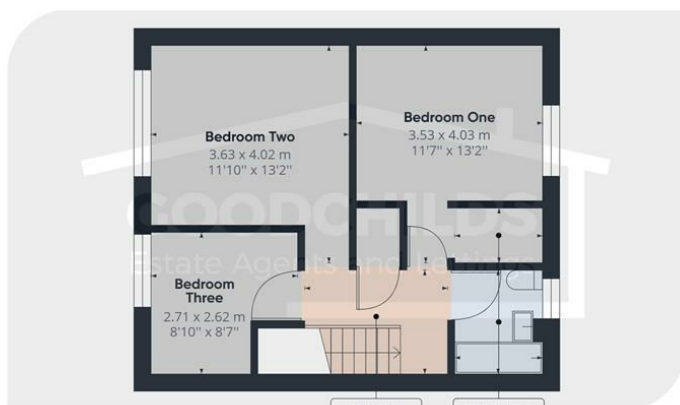 Bedroom Two
3.63 x 4.02 m
11'10" x 13'2"
Bedroom One
3.53 x 4.03 m
11'7" x 13'2"
GOODCHILDS
Estate Agents and Lettings
Bedroom
Three
2.71 x 2.62 m
8'10" x 8'7"